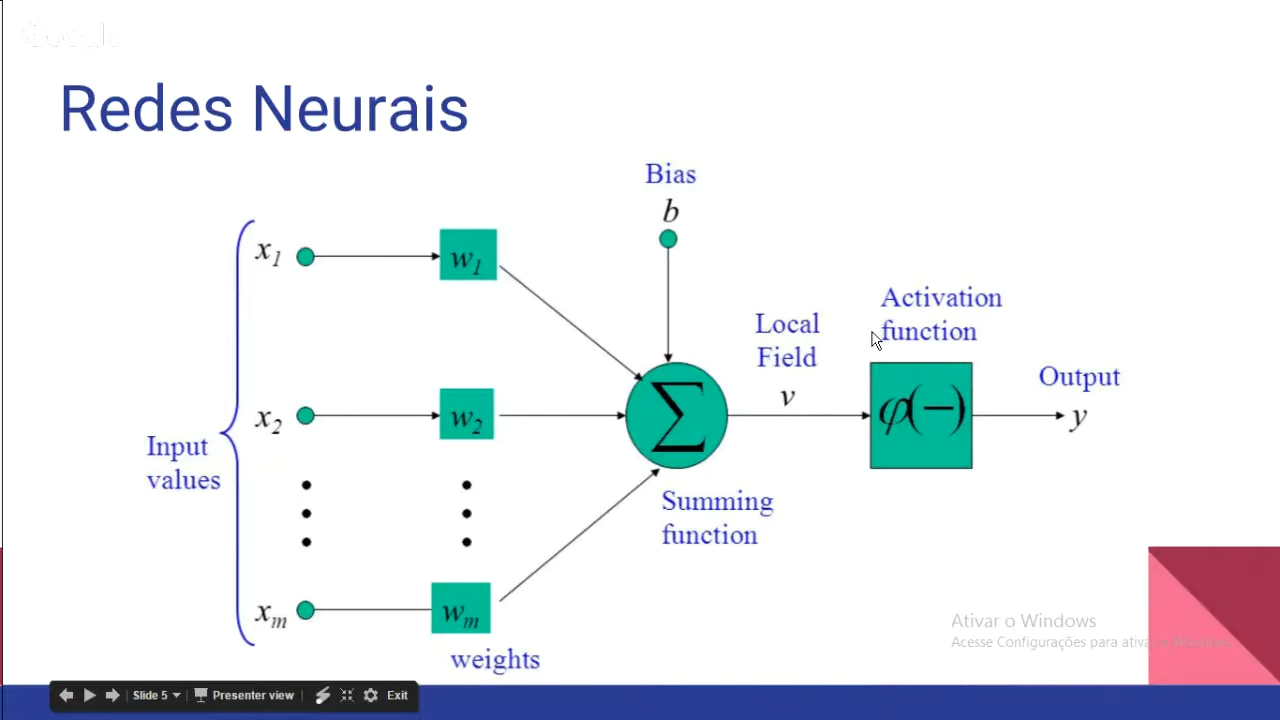 Google
Redes Neurais
Bias
b
x1
w1
Activation
function
Local
Field
v
Output
y
φ(−)
x2
w2
∑
Input
values
Summing
function
xm
wm
weights
Ativar o Windows
Acesse Configurações para ativar o Windows.
Slide 5
Presenter view
Exit